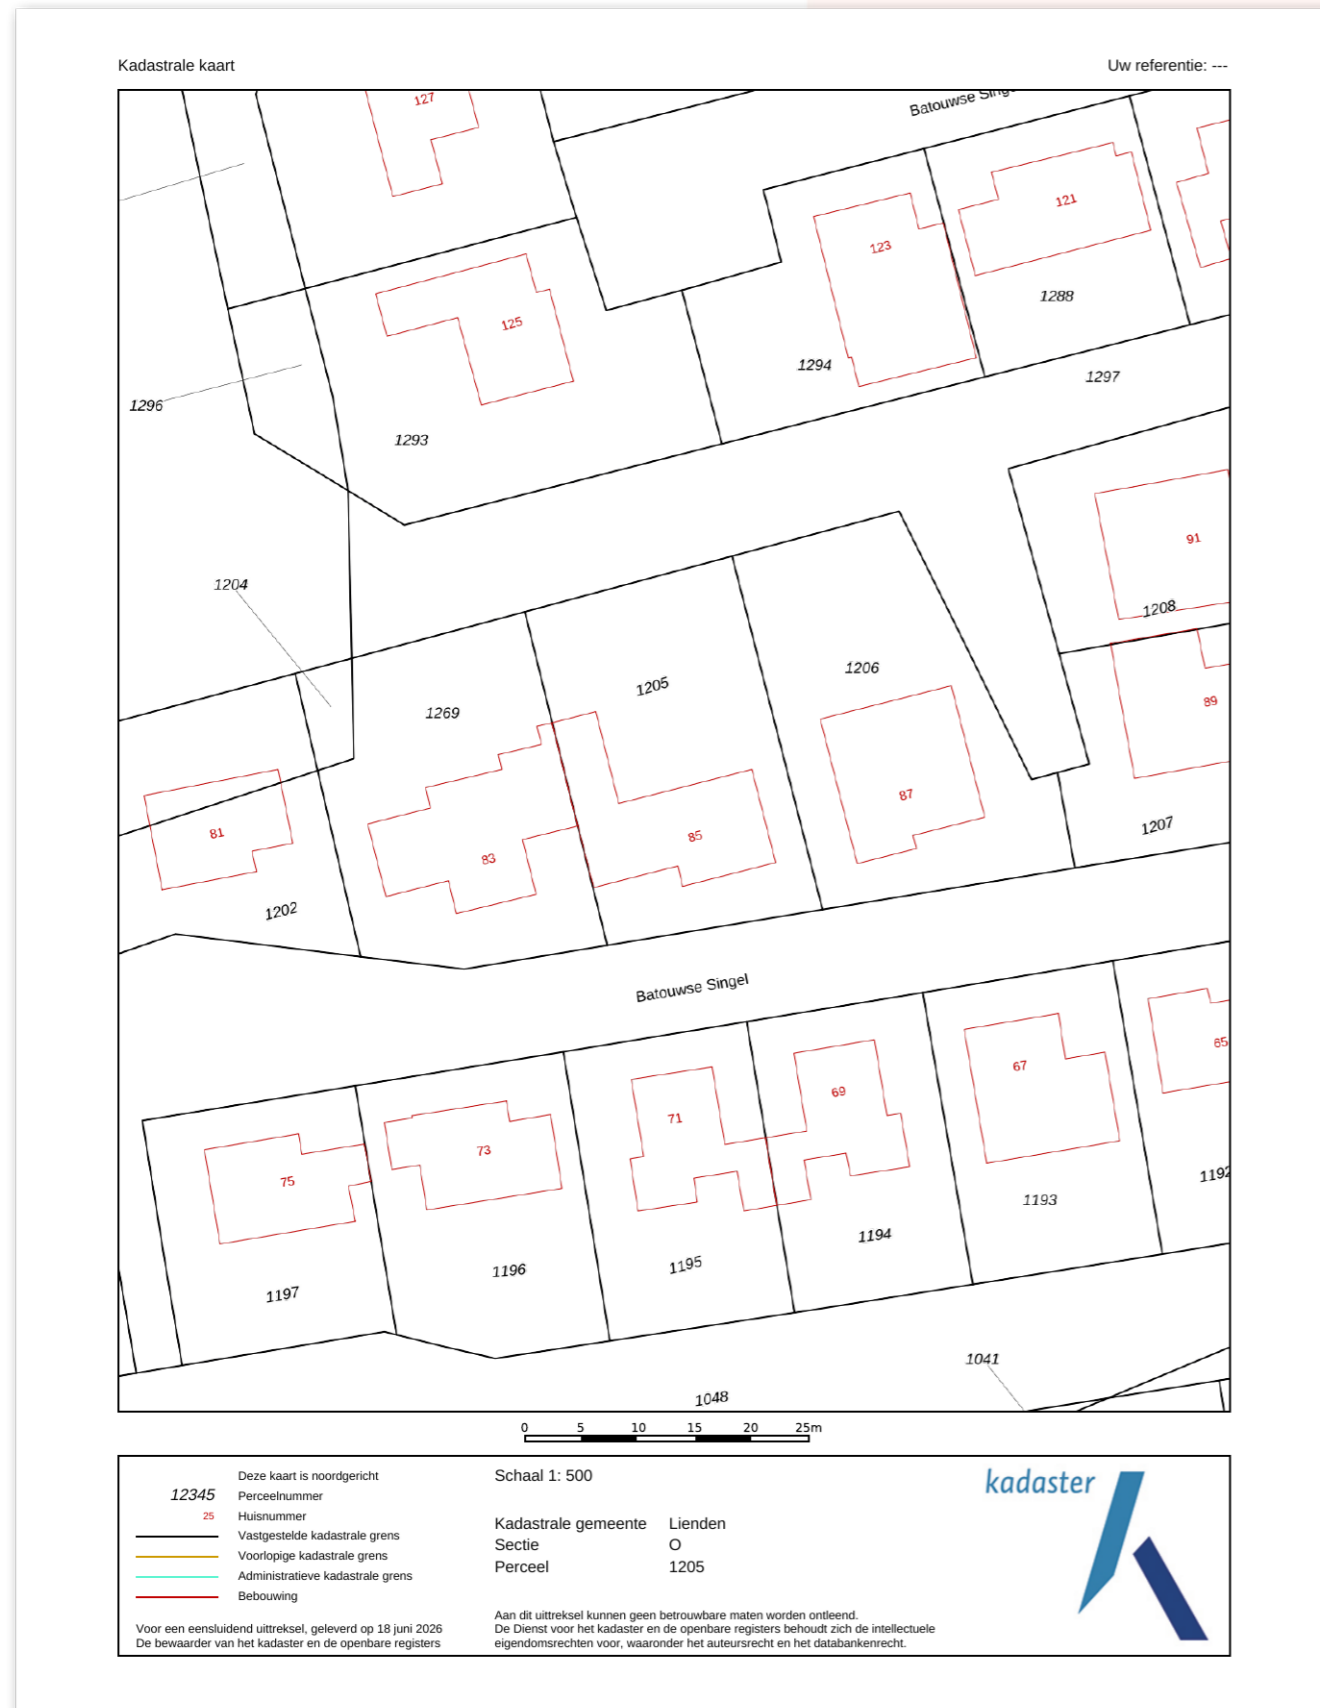 Kadastrale kaart
Uw referentie: ---
127
Batouwse Sing
121
123
125
1288
1294
1297
1296
1293
91
1204
1208
1206
1205
1269
89
87
81
85
1207
83
1202
Batouwse Singel
65
67
69
71
73
75
1192
1193
1194
1195
1196
1197
1041
1048
0 5 10 15 20 25m
Deze kaart is noordgericht
12345 Perceelnummer
25 Huisnummer
Vastgestelde kadastrale grens
Voorlopige kadastrale grens
Administratieve kadastrale grens
Bebouwing
Voor een eensluidend uittreksel, geleverd op 18 juni 2026
De bewaarder van het kadaster en de openbare registers
Schaal 1: 500
Kadastrale gemeente Lienden
Sectie O
Perceel 1205
Aan dit uittreksel kunnen geen betrouwbare maten worden ontleend.
De Dienst voor het kadaster en de openbare registers behoudt zich de intellectuele
eigendomsrechten voor, waaronder het auteursrecht en het databankenrecht.
kadaster